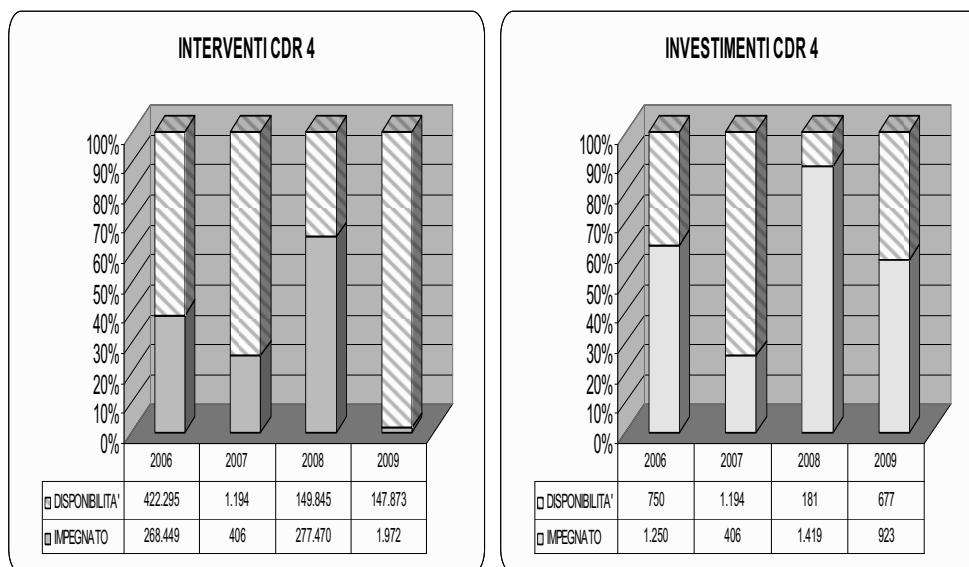 INTERVENTI CDR 4
100%
90%
80%
70%
60%
50%
40%
30%
20%
10%
0%
2006 2007 2008 2009
DISPONIBILITA' 422.295 1.194 149.845 147.873
IMPEGNATO 268.449 406 277.470 1.972
INVESTIMENTI CDR 4
100%
90%
80%
70%
60%
50%
40%
30%
20%
10%
0%
2006 2007 2008 2009
DISPONIBILITA' 750 1.194 181 677
IMPEGNATO 1.250 406 1.419 923